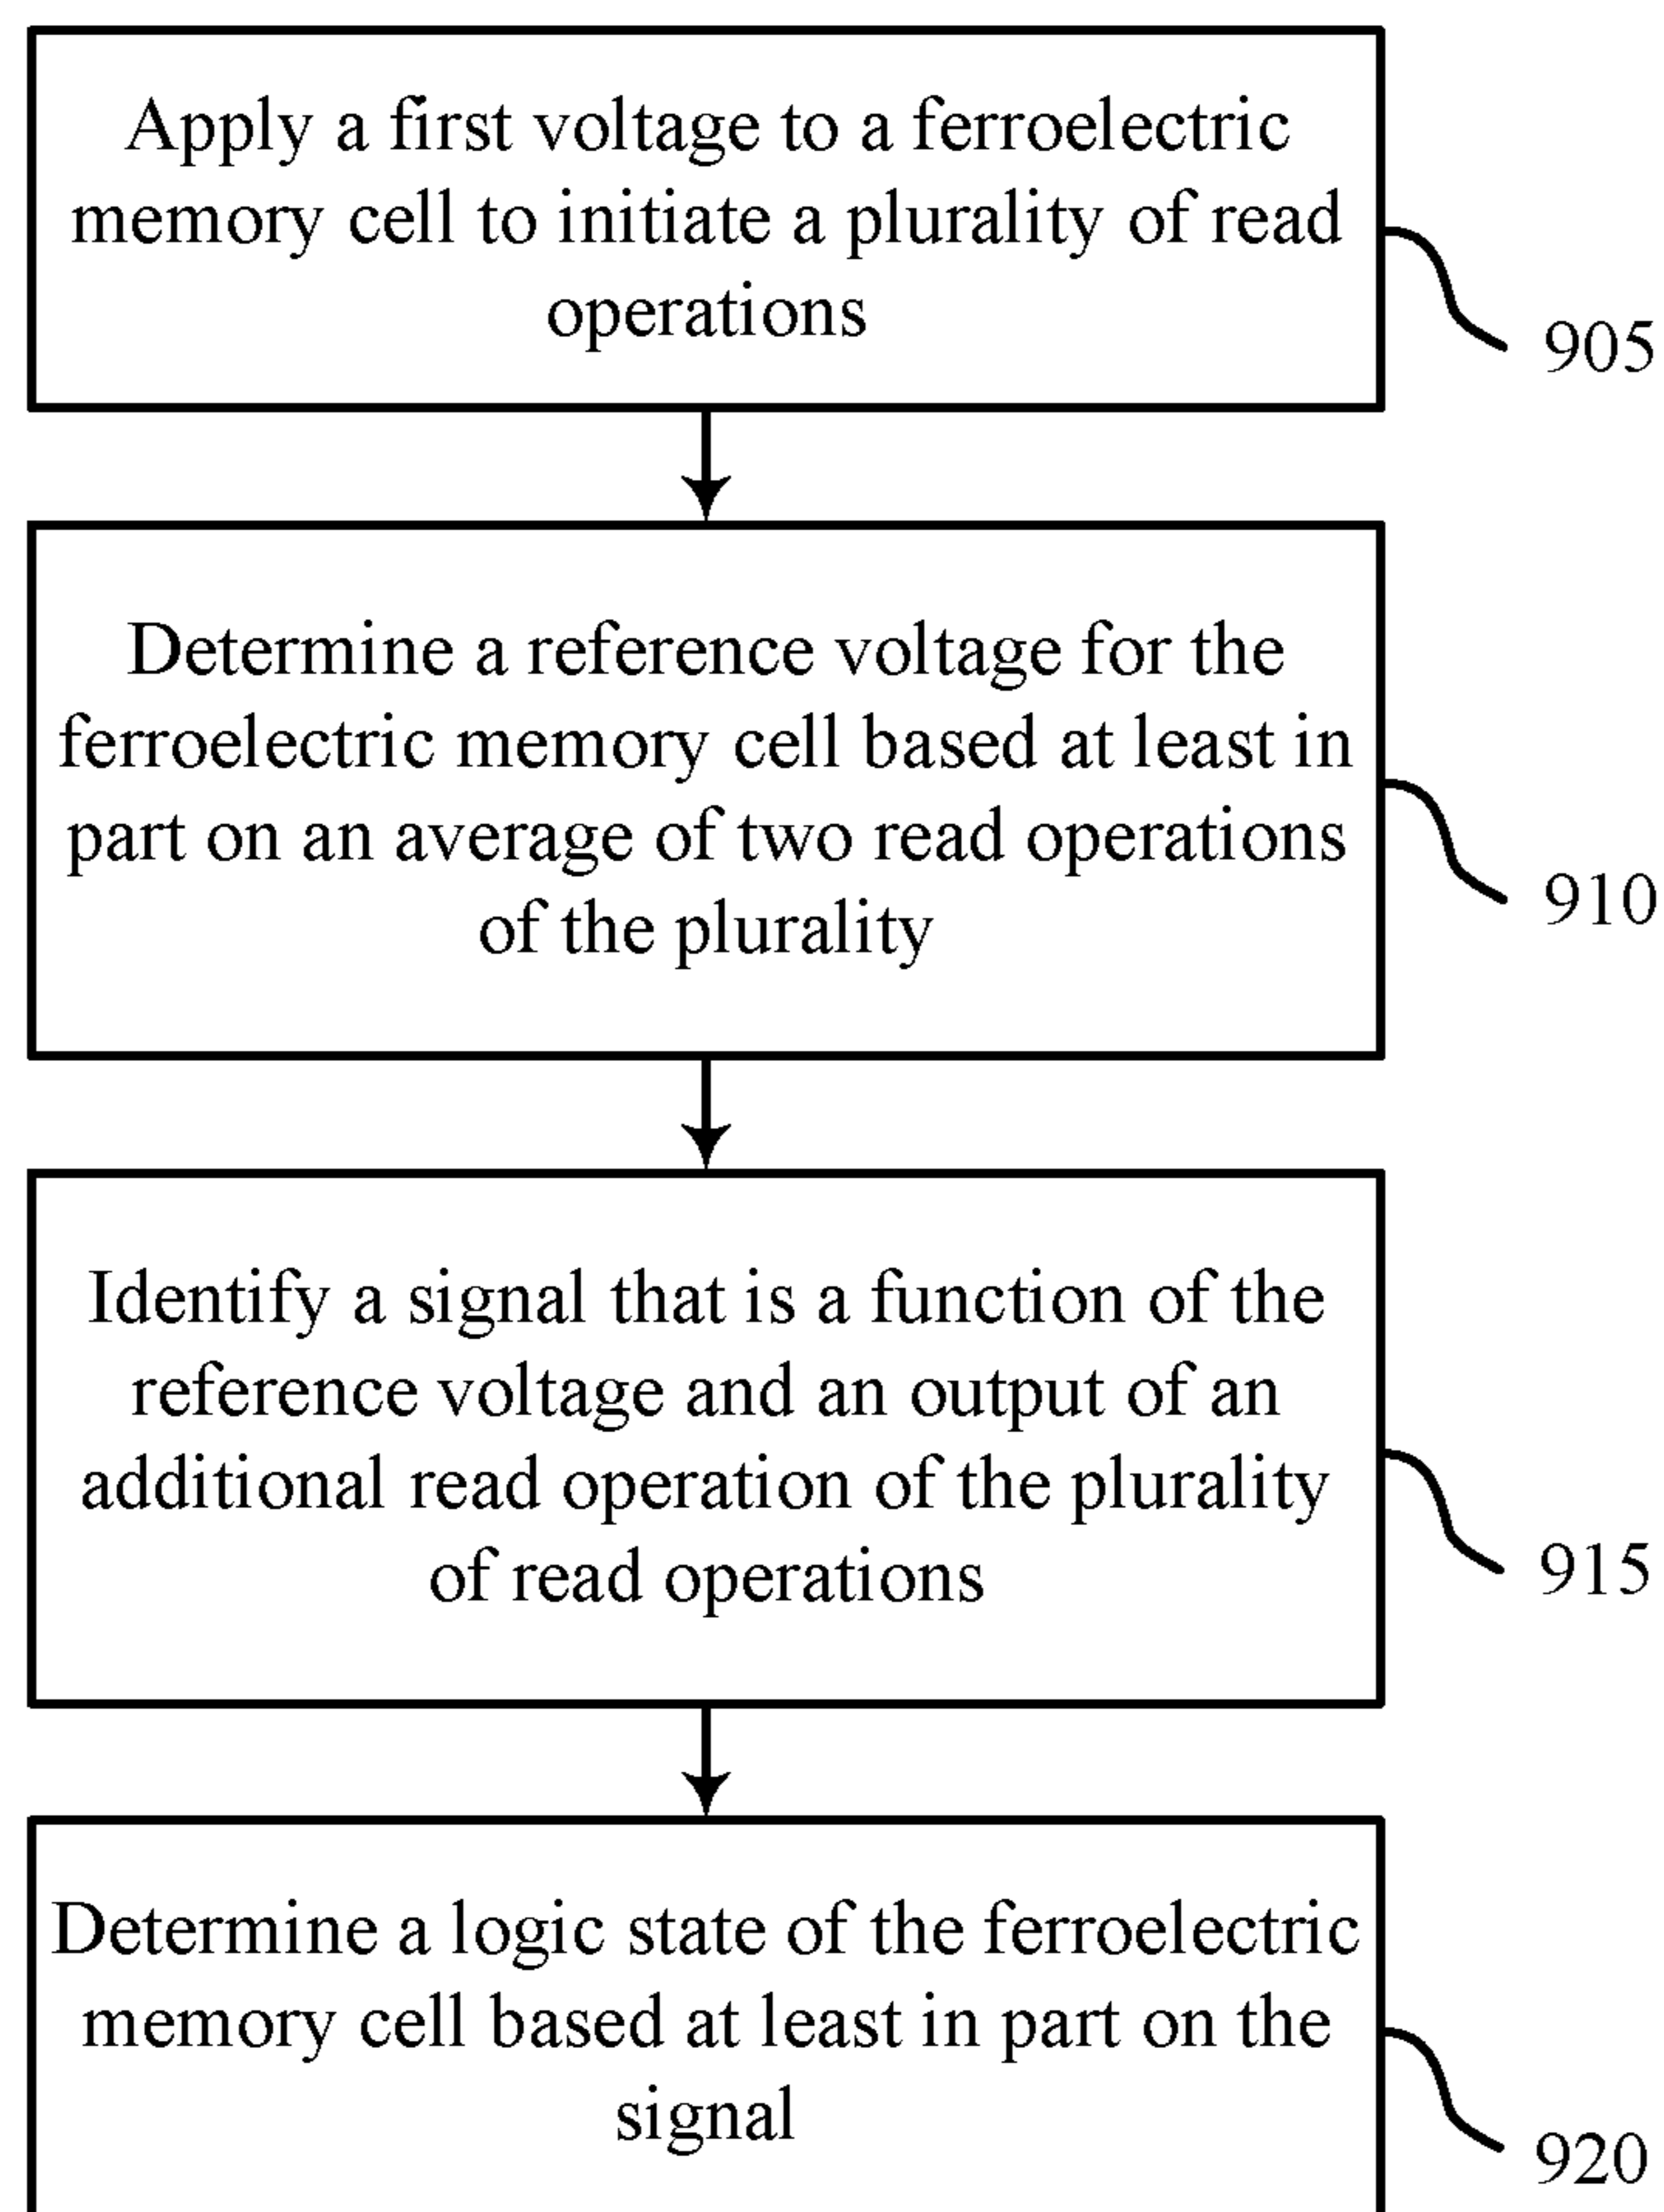 Apply a first voltage to a ferroelectric
memory cell to initiate a plurality of read
operations
905
Determine a reference voltage for the
ferroelectric memory cell based at least in
part on an average of two read operations
of the plurality
910
Identify a signal that is a function of the
reference voltage and an output of an
additional read operation of the plurality
of read operations
915
Determine a logic state of the ferroelectric
memory cell based at least in part on the
signal
920